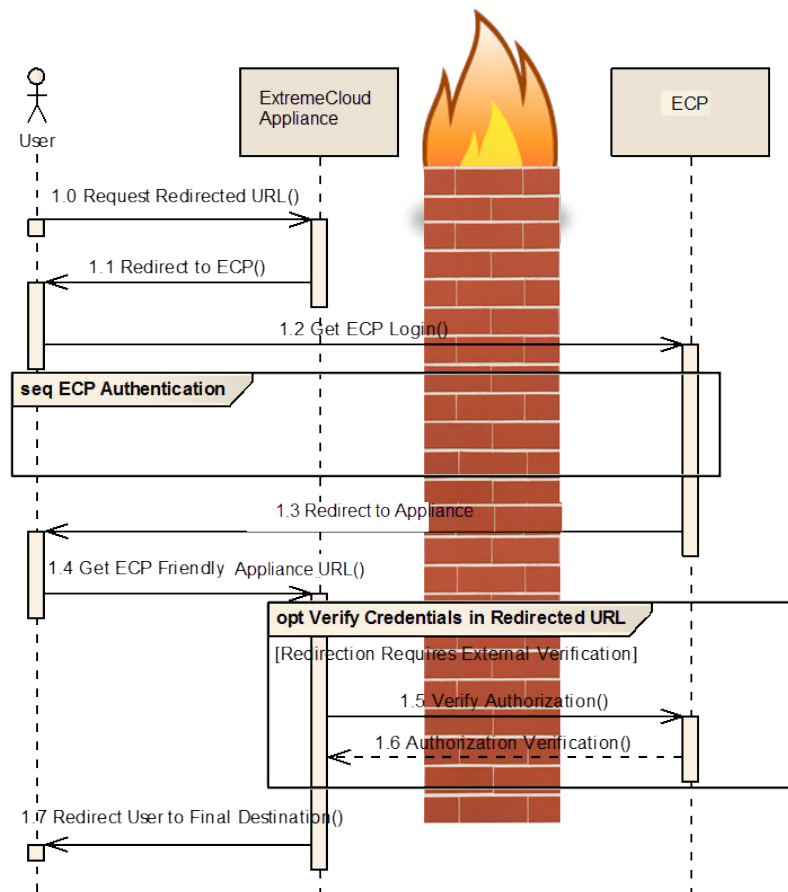 User
ExtremeCloud
Appliance
ECP
1.0 Request Redirected URL()
1.1 Redirect to ECP()
1.2 Get ECP Login()
seq ECP Authentication
1.3 Redirect to Appliance
1.4 Get ECP Friendly Appliance URL()
opt Verify Credentials in Redirected URL
[Redirection Requires External Verification]
1.5 Verify Authorization()
1.6 Authorization Verification()
1.7 Redirect User to Final Destination()